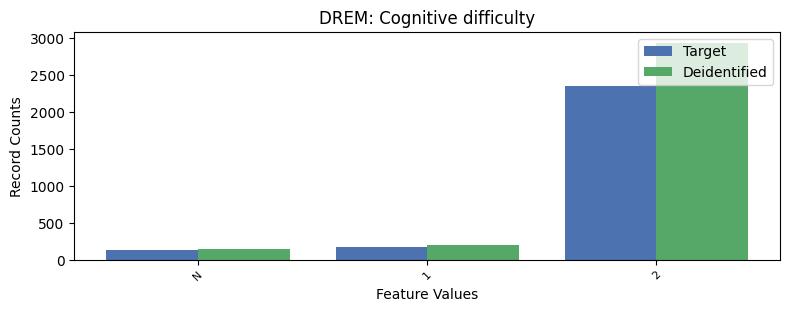 DREM: Cognitive difficulty
Target
Deidentified
3000
2500
2000
1500
1000
500
0
Record Counts
N
1
2
Feature Values